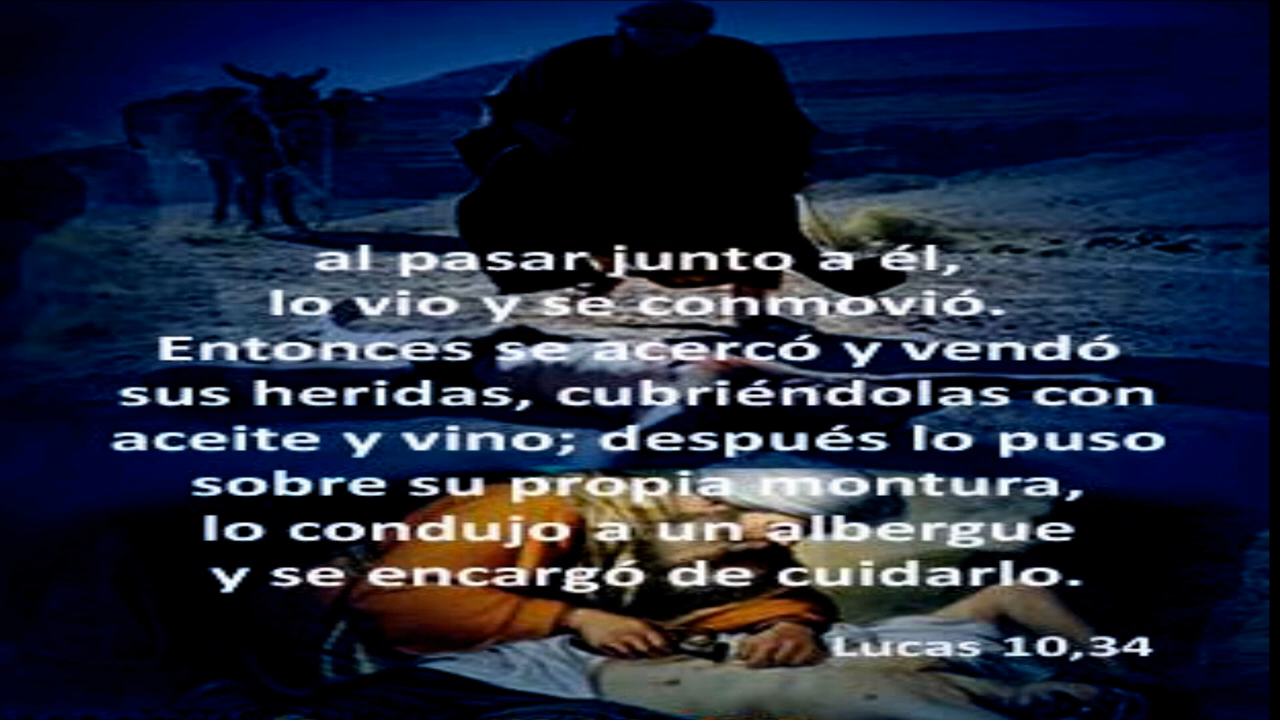 al pasar junto a él,
lo vio y se conmovió.
Entonces se acercó y vendó
sus heridas, cubriéndolas con
aceite y vino; después lo puso
sobre su propia montura,
lo condujo a un albergue
y se encargó de cuidarlo.
Lucas 10,34